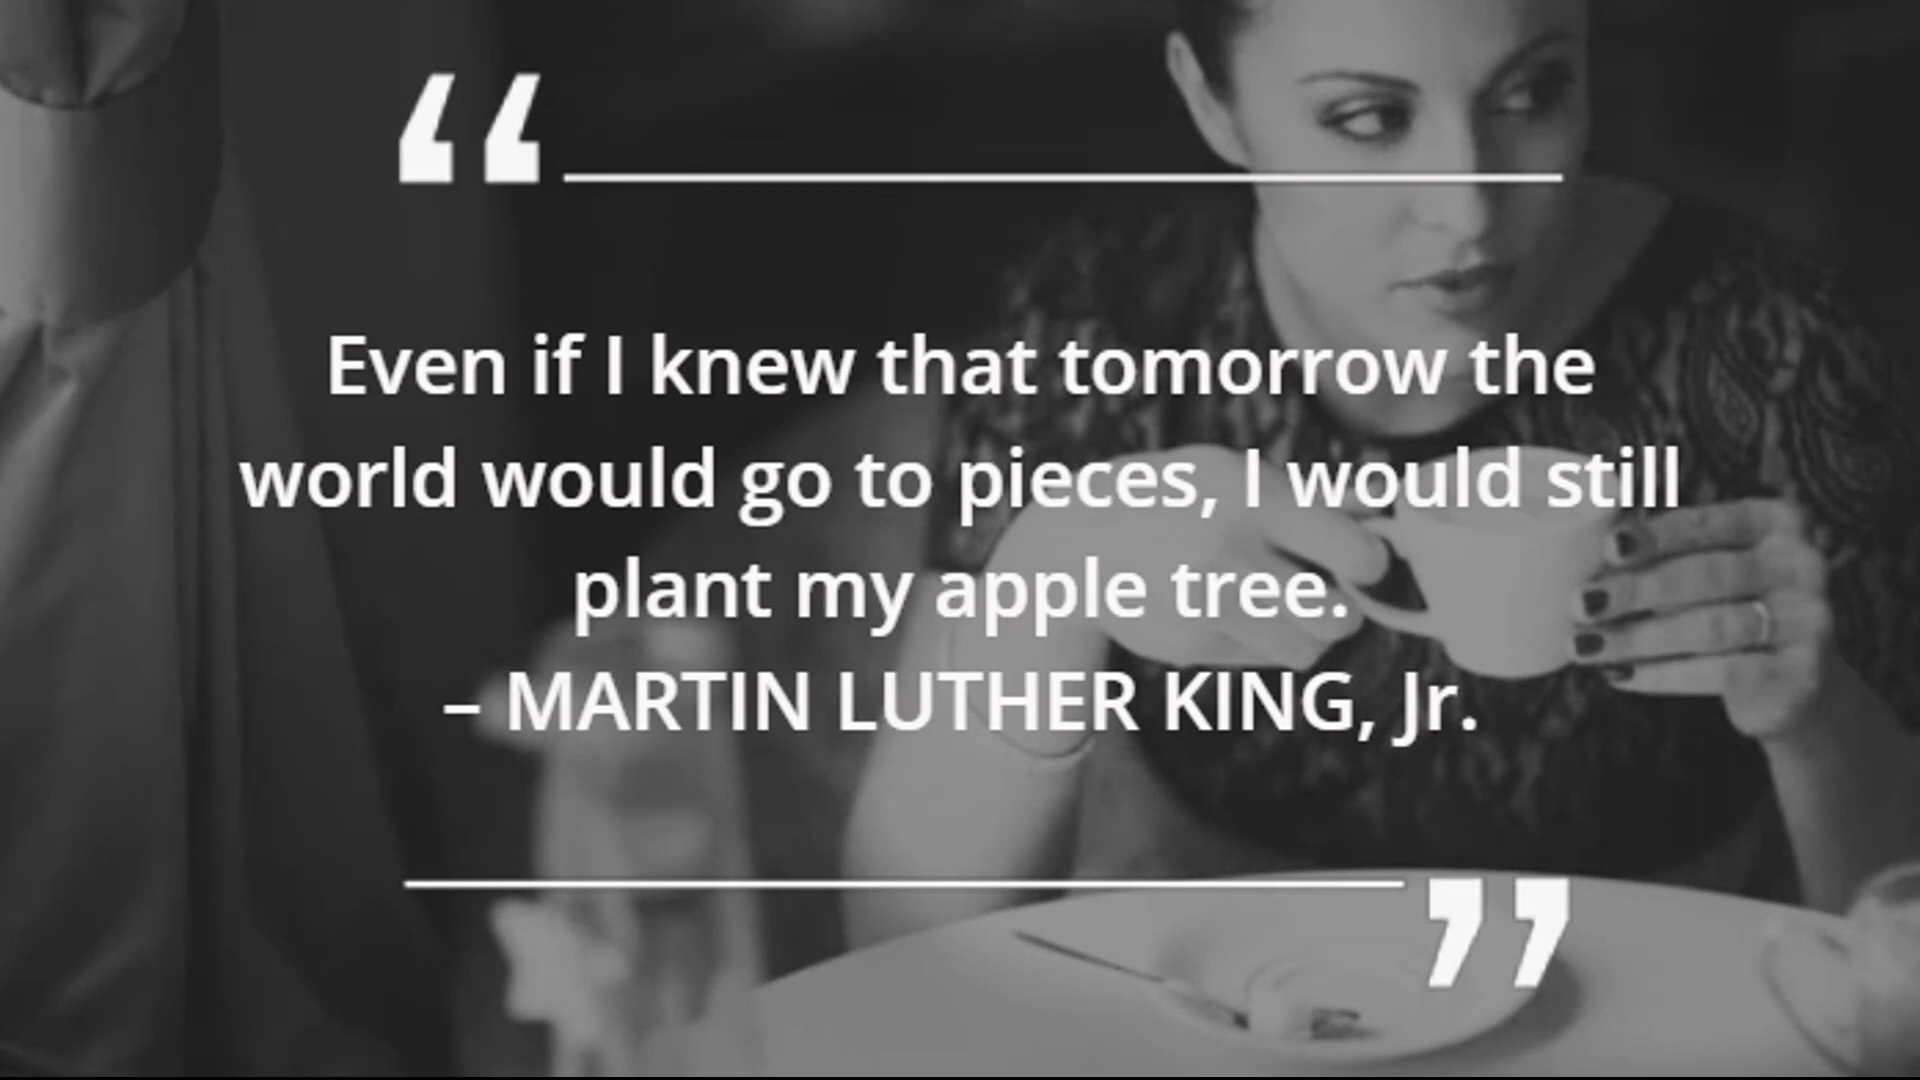 “
Even if I knew that tomorrow the
world would go to pieces, I would still
plant my apple tree.
– MARTIN LUTHER KING, Jr.
”